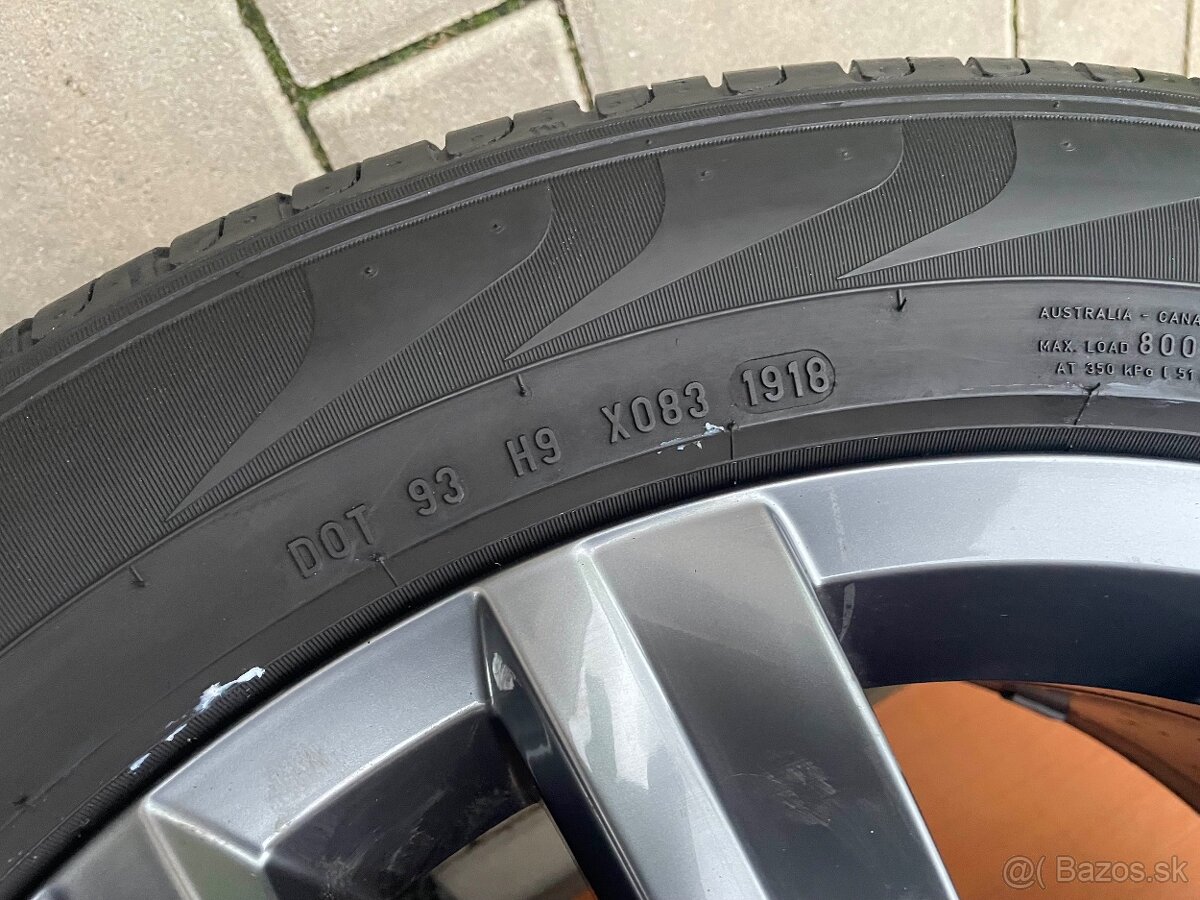 AUSTRALIA - CANA
MAX. LOAD 800
AT 350 KPa ( 51
DOT 93 H9 X083 1918
@( Bazos.sk